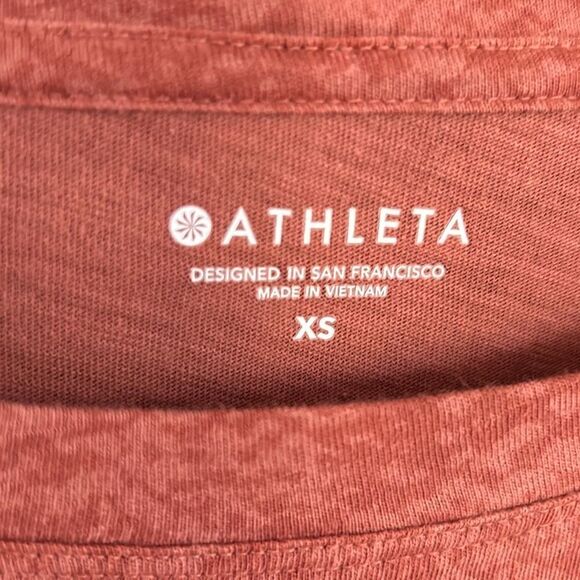 ATHLETA
DESIGNED IN SAN FRANCISCO
MADE IN VIETNAM
XS